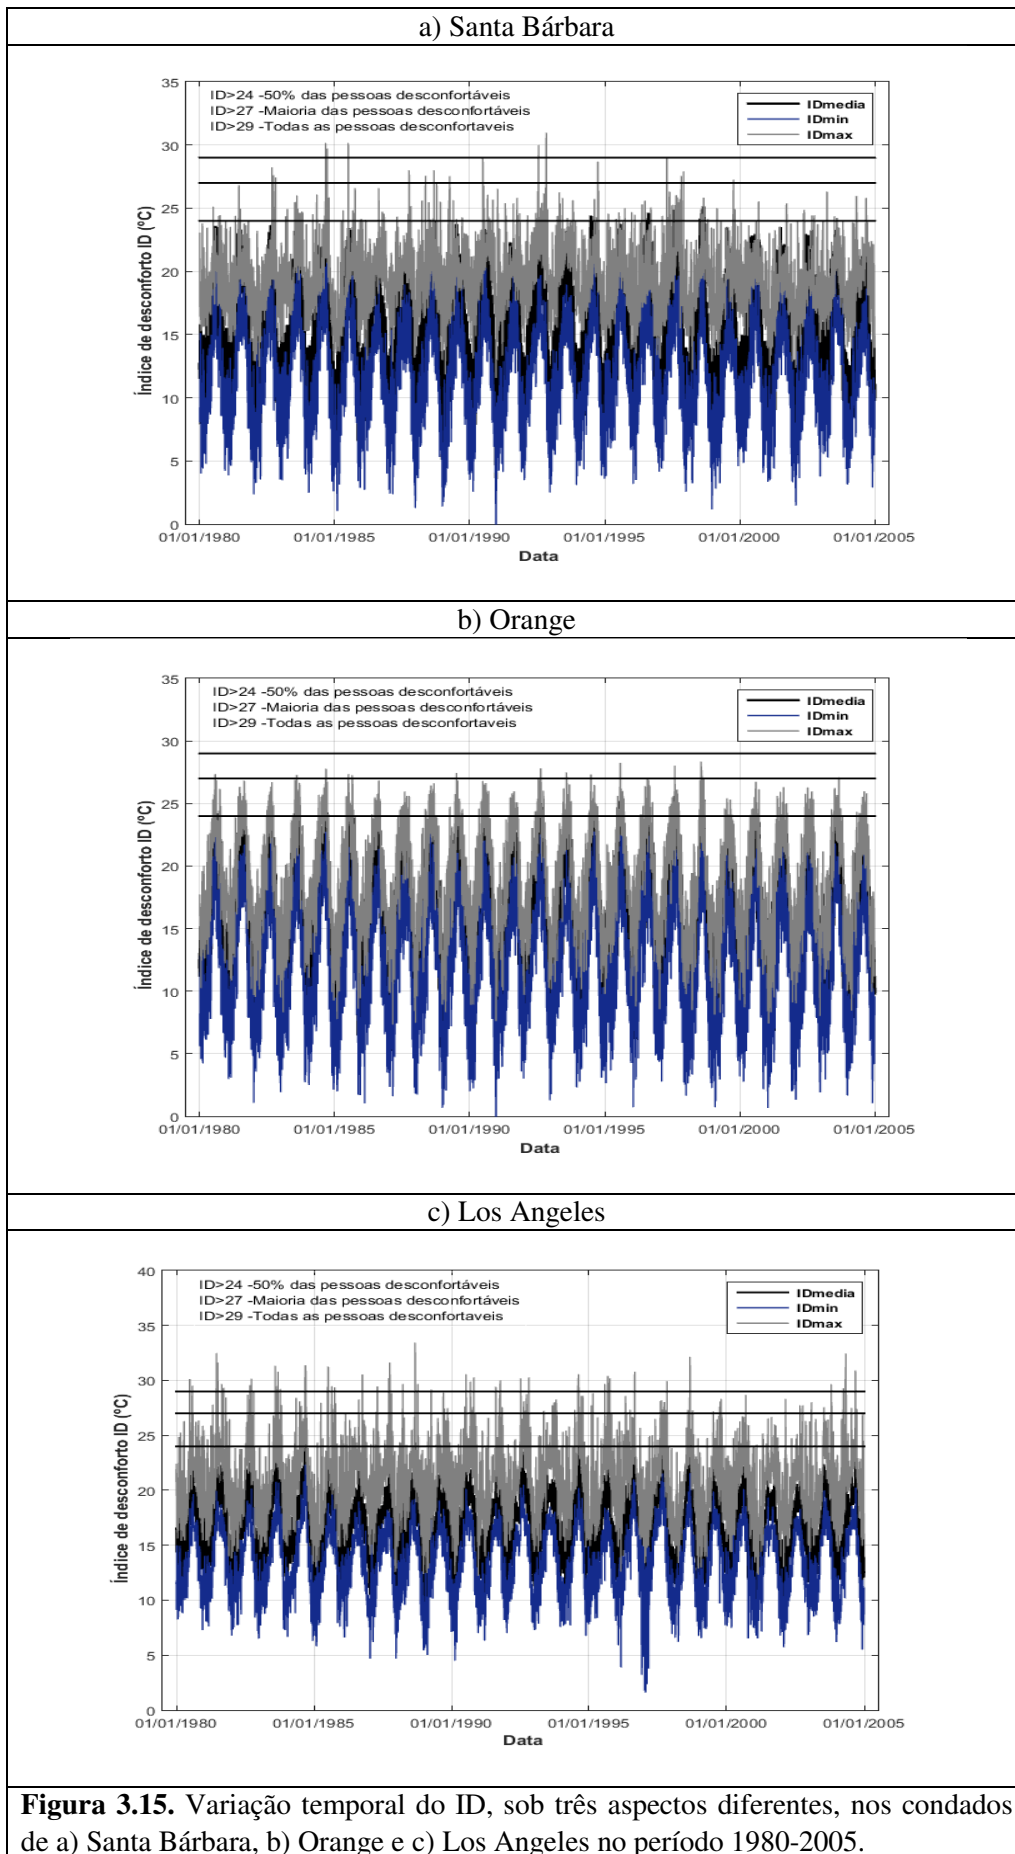 a) Santa Bárbara
ID>24 -50% das pessoas desconfortáveis
ID>27 -Maioria das pessoas desconfortáveis
ID>29 -Todas as pessoas desconfortaveis
IDmedia
IDmin
IDmax
35
30
25
20
15
10
5
0
Índice de desconforto ID (ºC)
01/01/1980 01/01/1985 01/01/1990 01/01/1995 01/01/2000 01/01/2005
Data
b) Orange
ID>24 -50% das pessoas desconfortáveis
ID>27 -Maioria das pessoas desconfortáveis
ID>29 -Todas as pessoas desconfortaveis
IDmedia
IDmin
IDmax
35
30
25
20
15
10
5
0
Índice de desconforto ID (ºC)
01/01/1980 01/01/1985 01/01/1990 01/01/1995 01/01/2000 01/01/2005
Data
c) Los Angeles
ID>24 -50% das pessoas desconfortáveis
ID>27 -Maioria das pessoas desconfortáveis
ID>29 -Todas as pessoas desconfortaveis
IDmedia
IDmin
IDmax
40
35
30
25
20
15
10
5
0
Índice de desconforto ID (ºC)
01/01/1980 01/01/1985 01/01/1990 01/01/1995 01/01/2000 01/01/2005
Data
Figura 3.15. Variação temporal do ID, sob três aspectos diferentes, nos condados
de a) Santa Bárbara, b) Orange e c) Los Angeles no período 1980-2005.